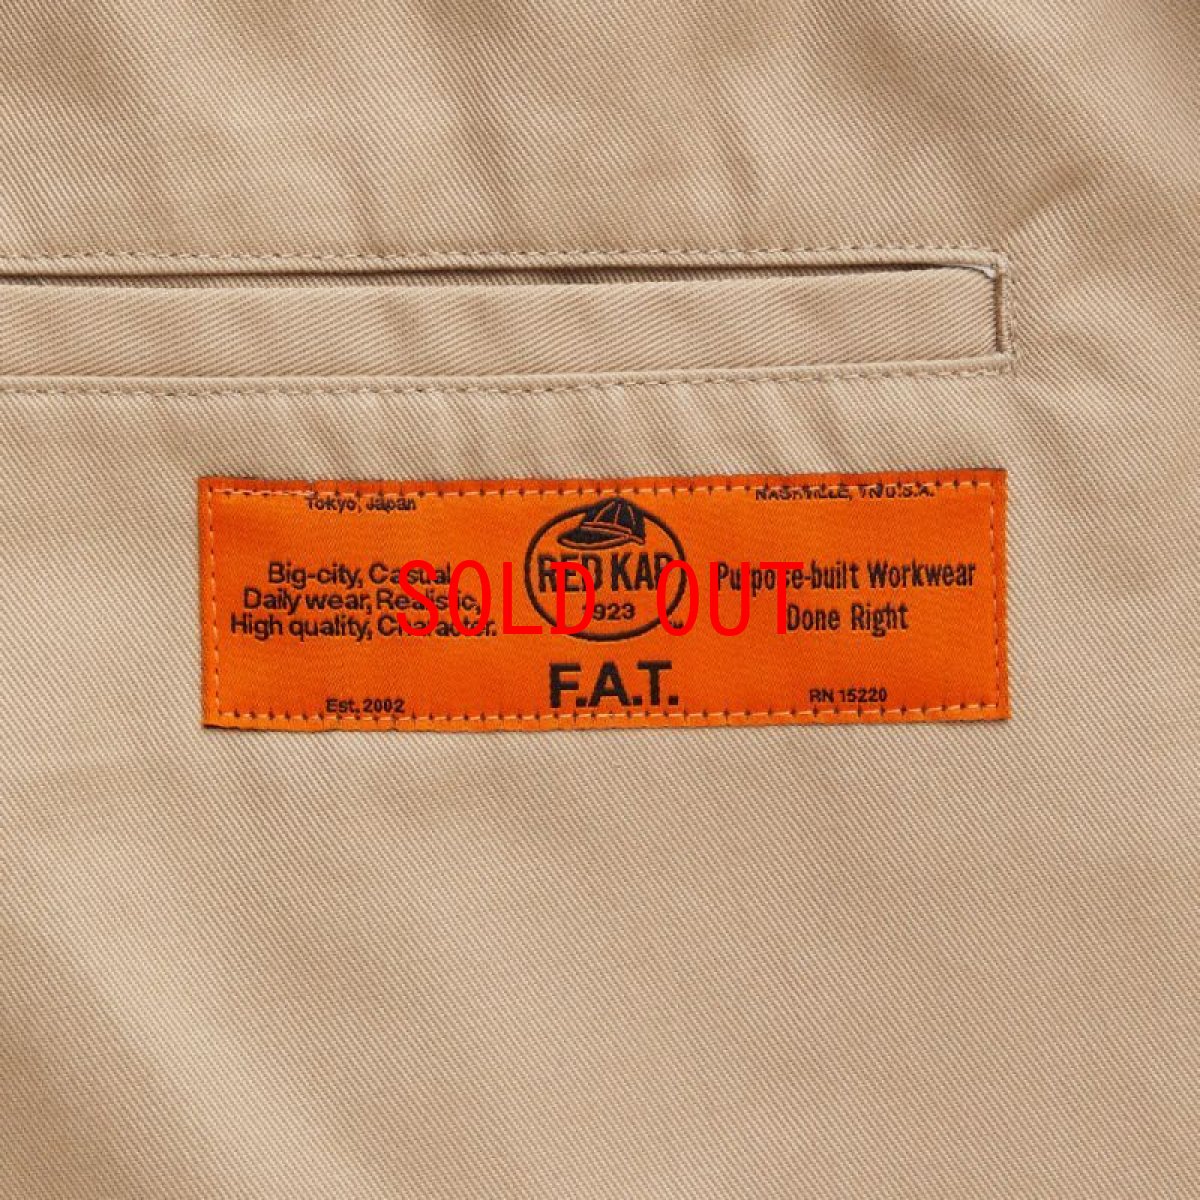 Tokyo, Japan
NASHVILLE, TN U.S.A.
Big-city, Casual,
Daily wear, Realistic,
High quality, Character.
RED KAP
1923
TM
Purpose-built Workwear
Done Right
SOLD OUT
F.A.T.
Est. 2002
RN 15220